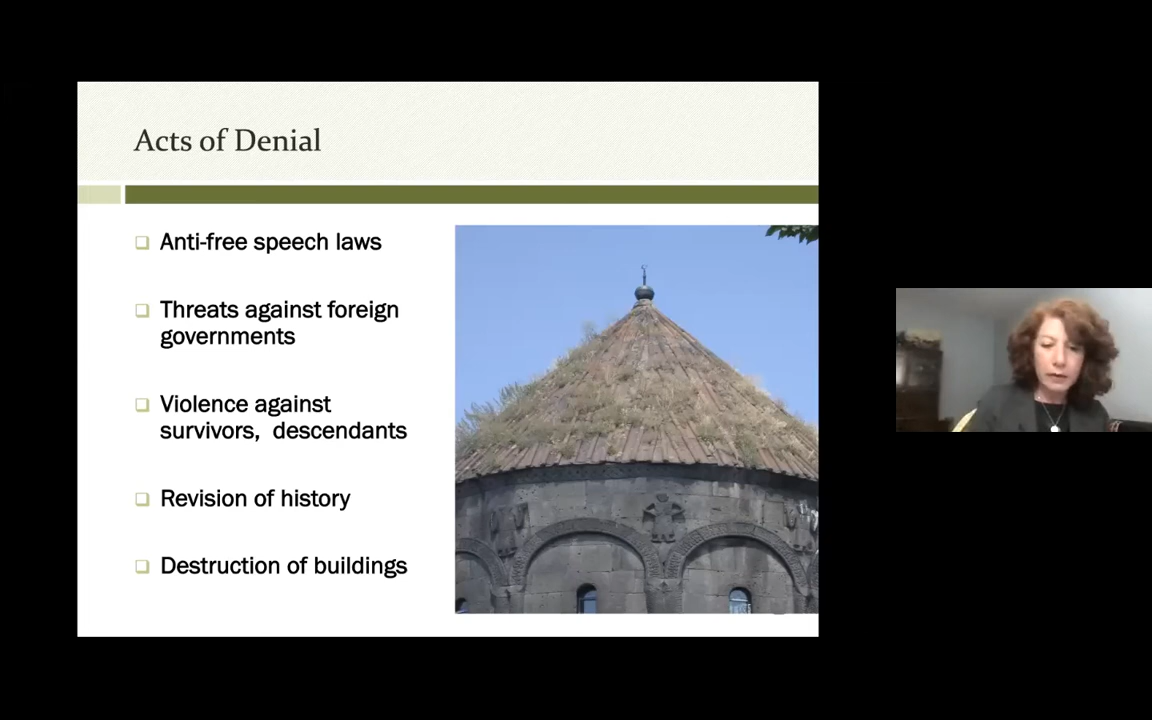 Acts of Denial
Anti-free speech laws
Threats against foreign
governments
Violence against
survivors, descendants
Revision of history
Destruction of buildings